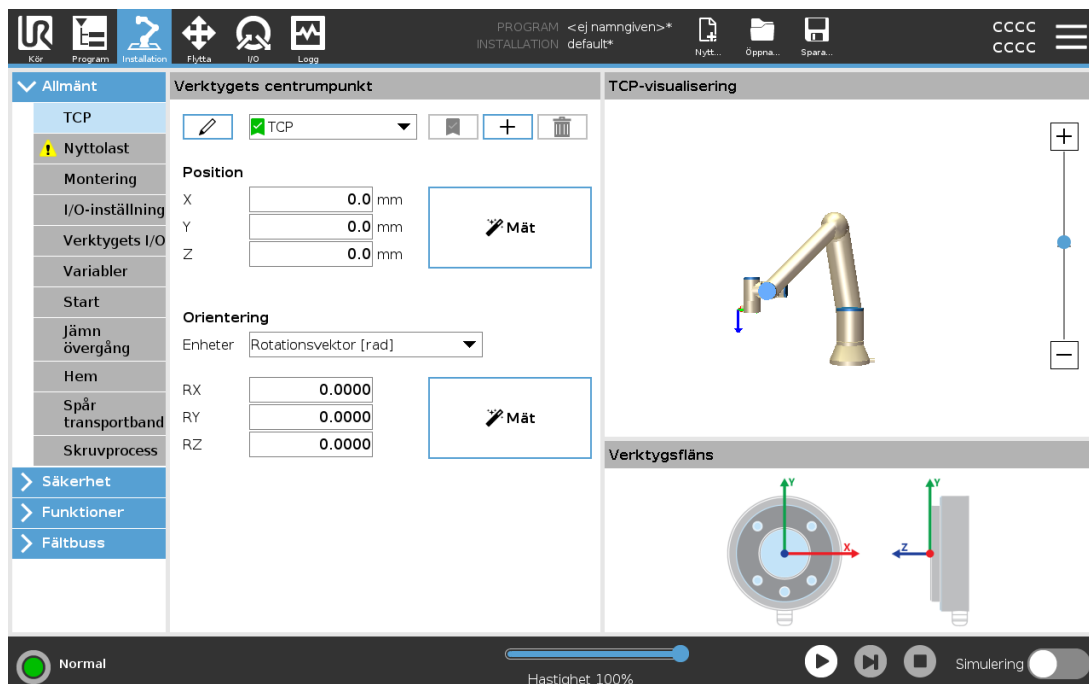 PROGRAM <ej namngiven>*
INSTALLATION default*
CCCC
CCCC
UR
Kör
Program
Installation
Flytta
I/O
Logg
Nytt...
Öppna...
Spara...
Allmänt
TCP
Nyttolast
Montering
I/O-inställning
Verktygets I/O
Variabler
Start
Jämn
övergång
Hem
Spår
transportband
Skruvprocess
Säkerhet
Funktioner
Fältbuss
Verktygets centrumpunkt
TCP
Position
X 0.0 mm
Y 0.0 mm
Z 0.0 mm
Mät
Orientering
Enheter Rotationsvektor [rad]
RX 0.0000
RY 0.0000
RZ 0.0000
Mät
TCP-visualisering
Verktygsfläns
Y
X
Y
Z
Normal
Hastighet 100%
Simulering